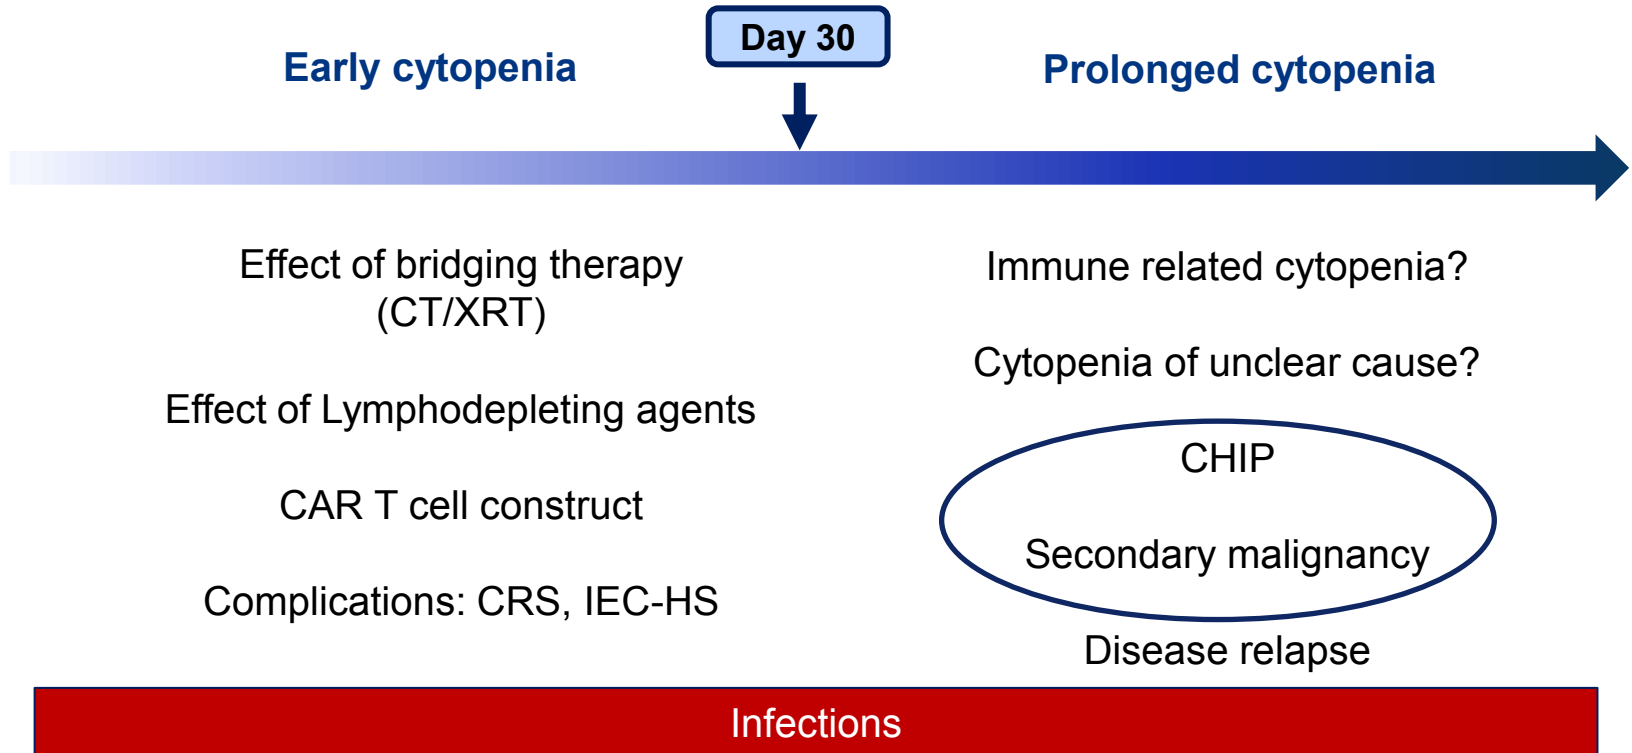 Day 30
Early cytopenia
Prolonged cytopenia
Effect of bridging therapy
(CT/XRT)
Effect of Lymphodepleting agents
CAR T cell construct
Complications: CRS, IEC-HS
Immune related cytopenia?
Cytopenia of unclear cause?
CHIP
Secondary malignancy
Disease relapse
Infections